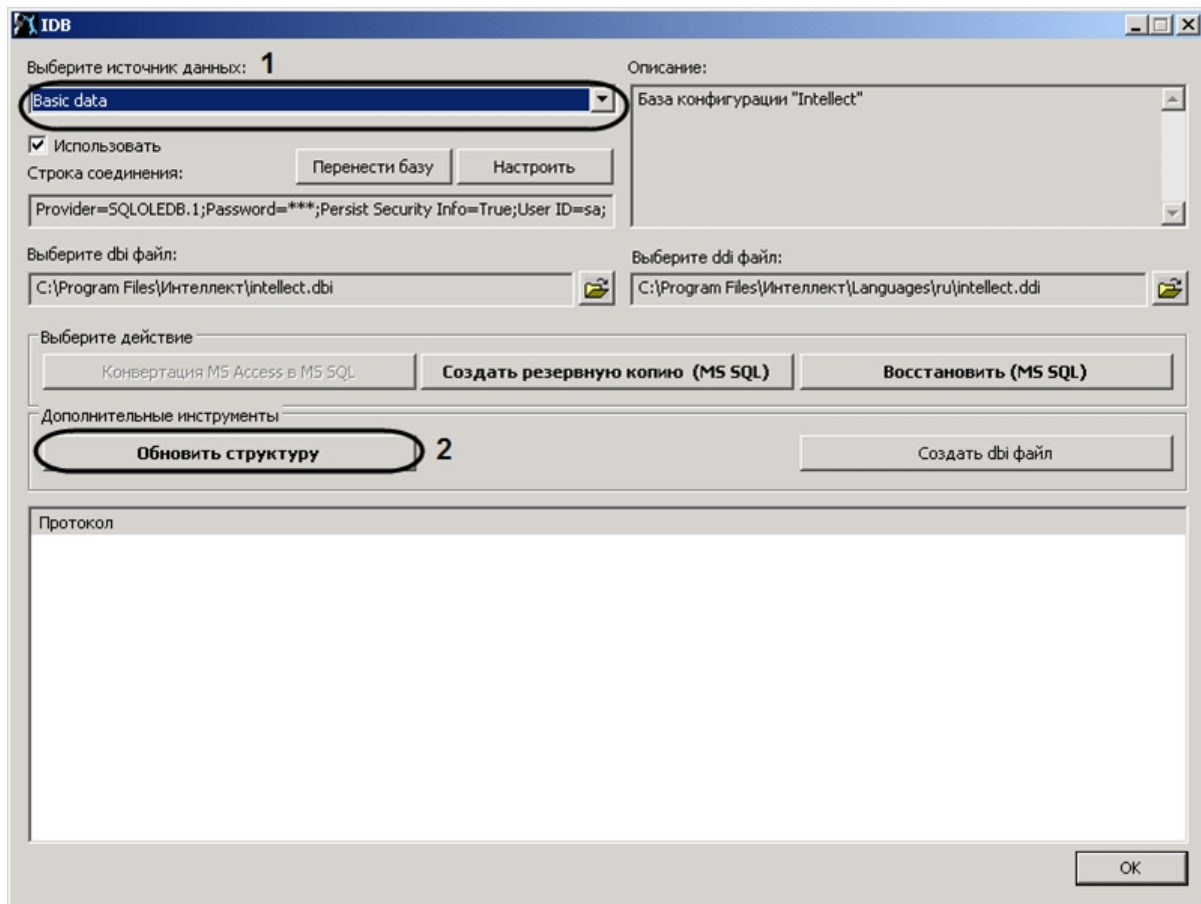 IDB
Выберите источник данных: 1
Описание:
Basic data
База конфигурации "Intellect"
Использовать
Перенести базу
Настроить
Строка соединения:
Provider=SQLOLEDB.1;Password=***;Persist Security Info=True;User ID=sa;
Выберите dbi файл:
Выберите ddi файл:
C:\Program Files\Интеллект\intellect.dbi
C:\Program Files\Интеллект\Languages\ru\intellect.ddi
Выберите действие
Конвертация MS Access в MS SQL
Создать резервную копию (MS SQL)
Восстановить (MS SQL)
Дополнительные инструменты
Обновить структуру 2
Создать dbi файл
Протокол
OK